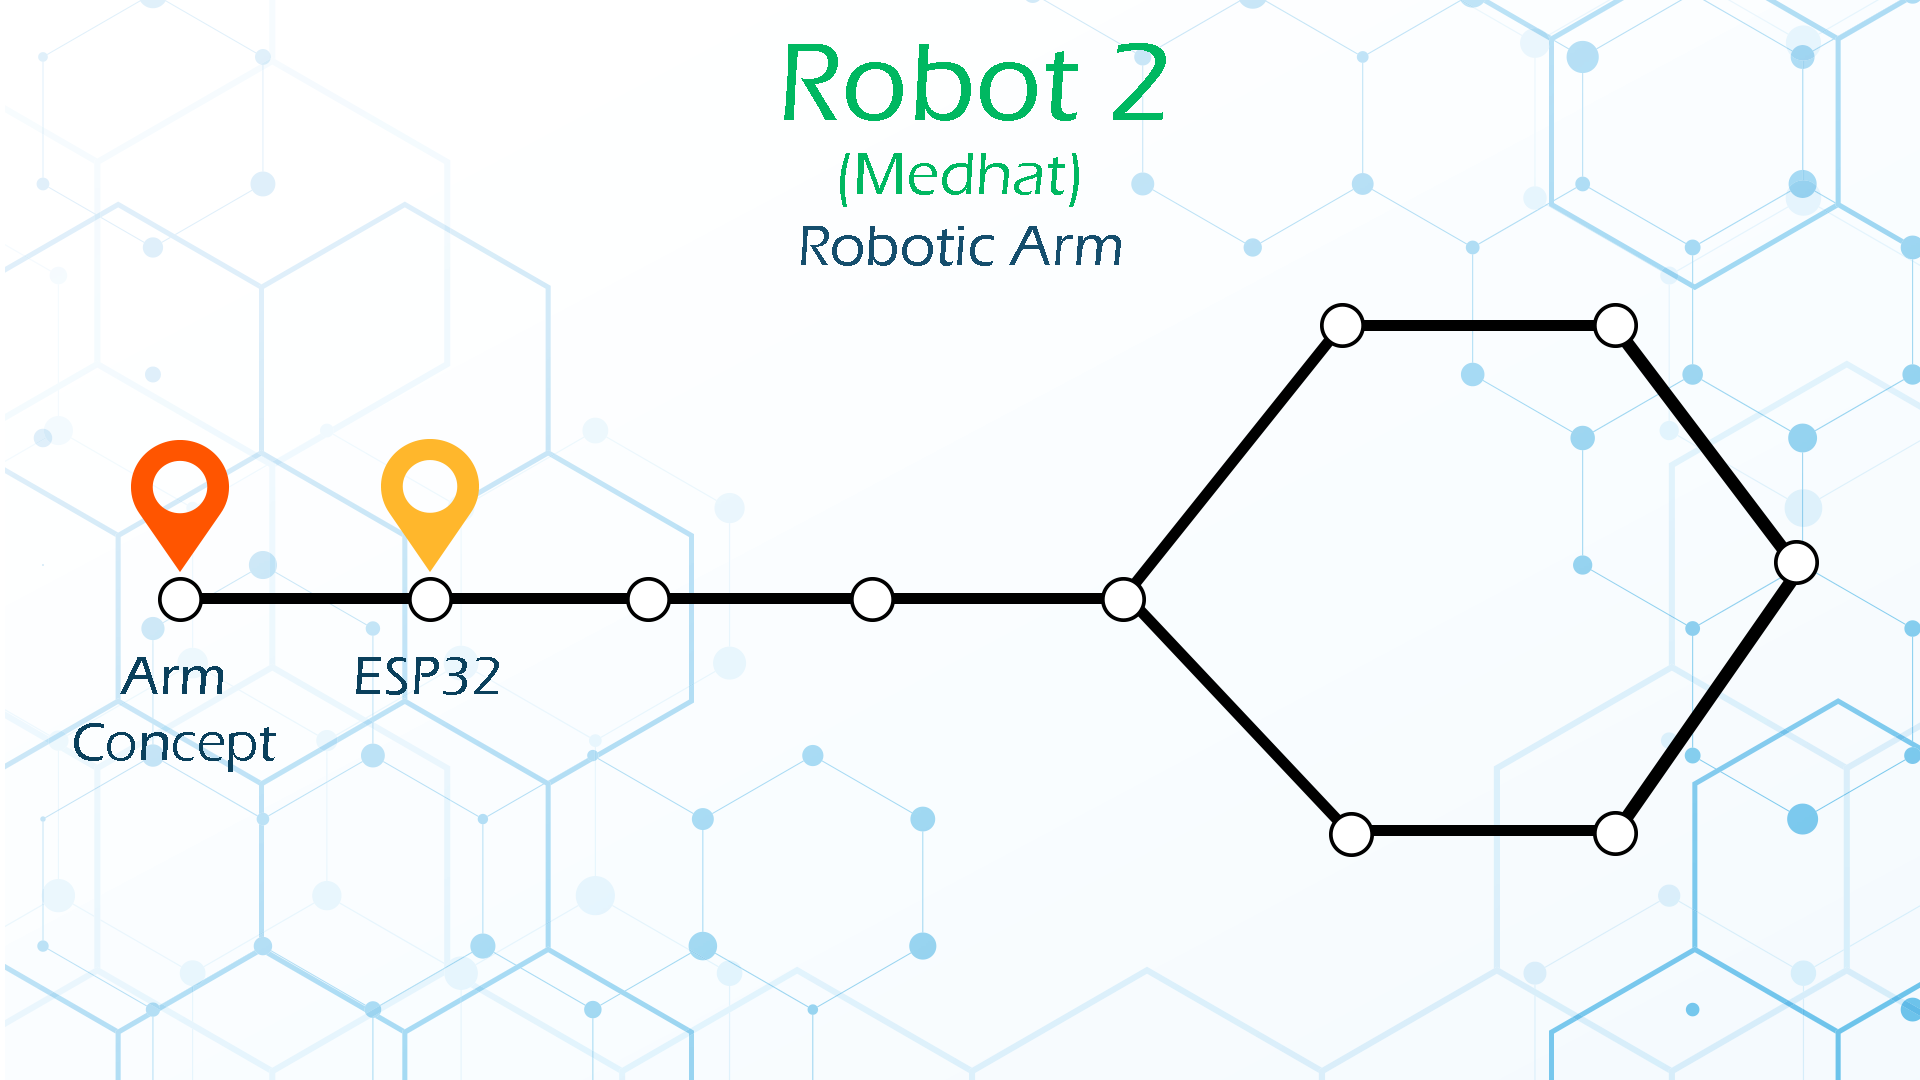 Robot 2
(Medhat)
Robotic Arm
Arm
Concept
ESP32